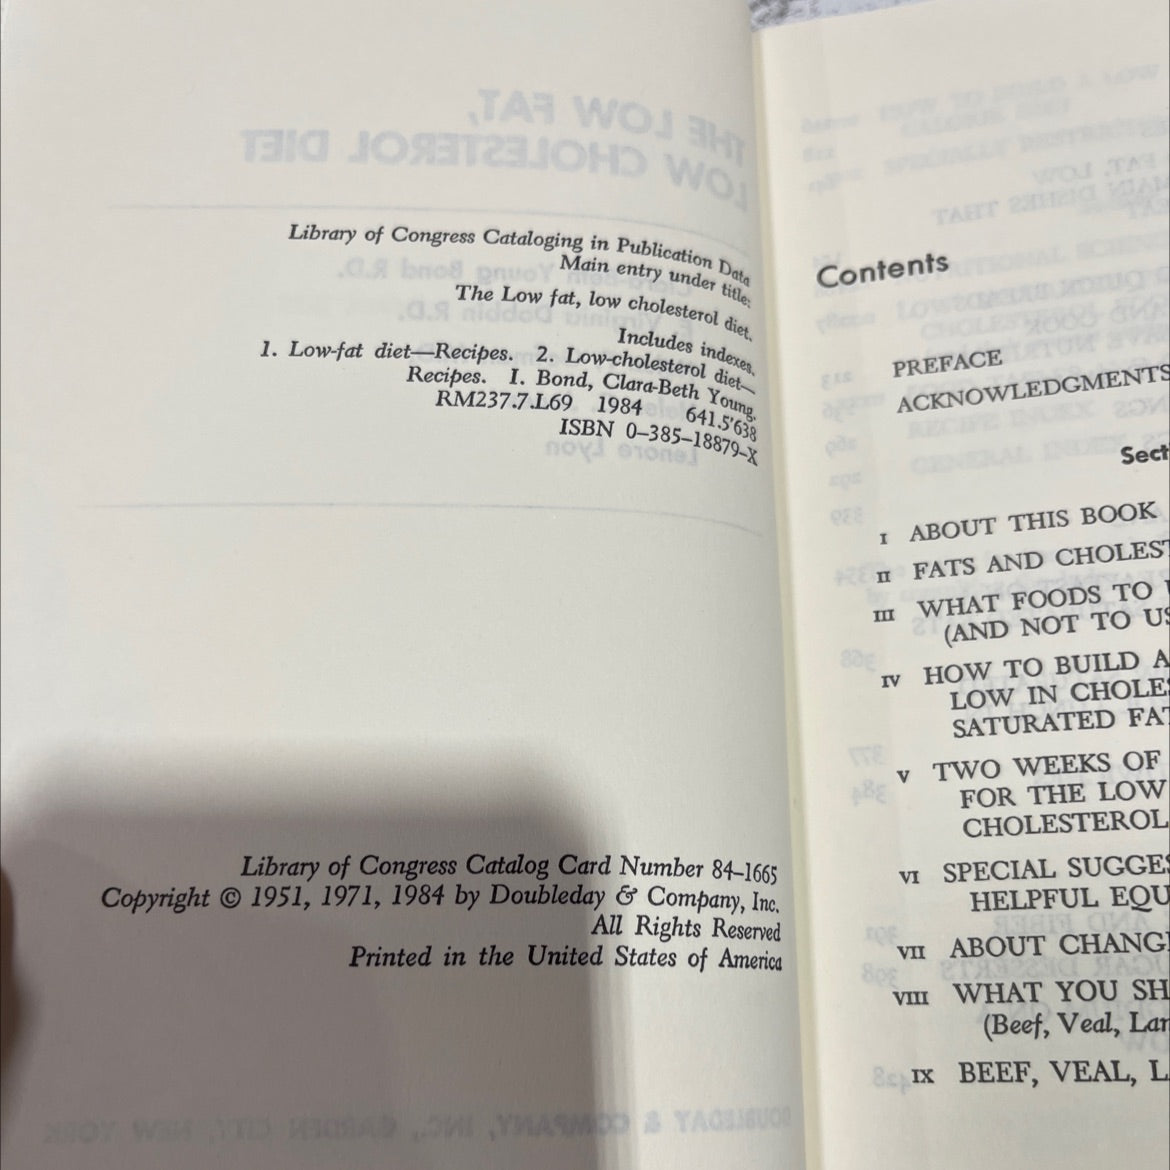 Library of Congress Cataloging in Publication Data
Main entry under title:
The Low fat, low cholesterol diet.
Includes indexes.
1. Low-fat diet—Recipes. 2. Low-cholesterol diet—
Recipes. I. Bond, Clara-Beth Young.
RM237.7.L69 1984 641.5'638
ISBN 0–385–18879–X
Library of Congress Catalog Card Number 84–1665
Copyright © 1951, 1971, 1984 by Doubleday & Company, Inc.
All Rights Reserved
Printed in the United States of America
Contents
PREFACE
ACKNOWLEDGMENTS
Sect
I ABOUT THIS BOOK
II FATS AND CHOLEST
III WHAT FOODS TO
(AND NOT TO US
IV HOW TO BUILD A
LOW IN CHOLES
SATURATED FAT
V TWO WEEKS OF
FOR THE LOW
CHOLESTEROL
VI SPECIAL SUGGES
HELPFUL EQU
VII ABOUT CHANGI
VIII WHAT YOU SH
(Beef, Veal, Lam
IX BEEF, VEAL, L